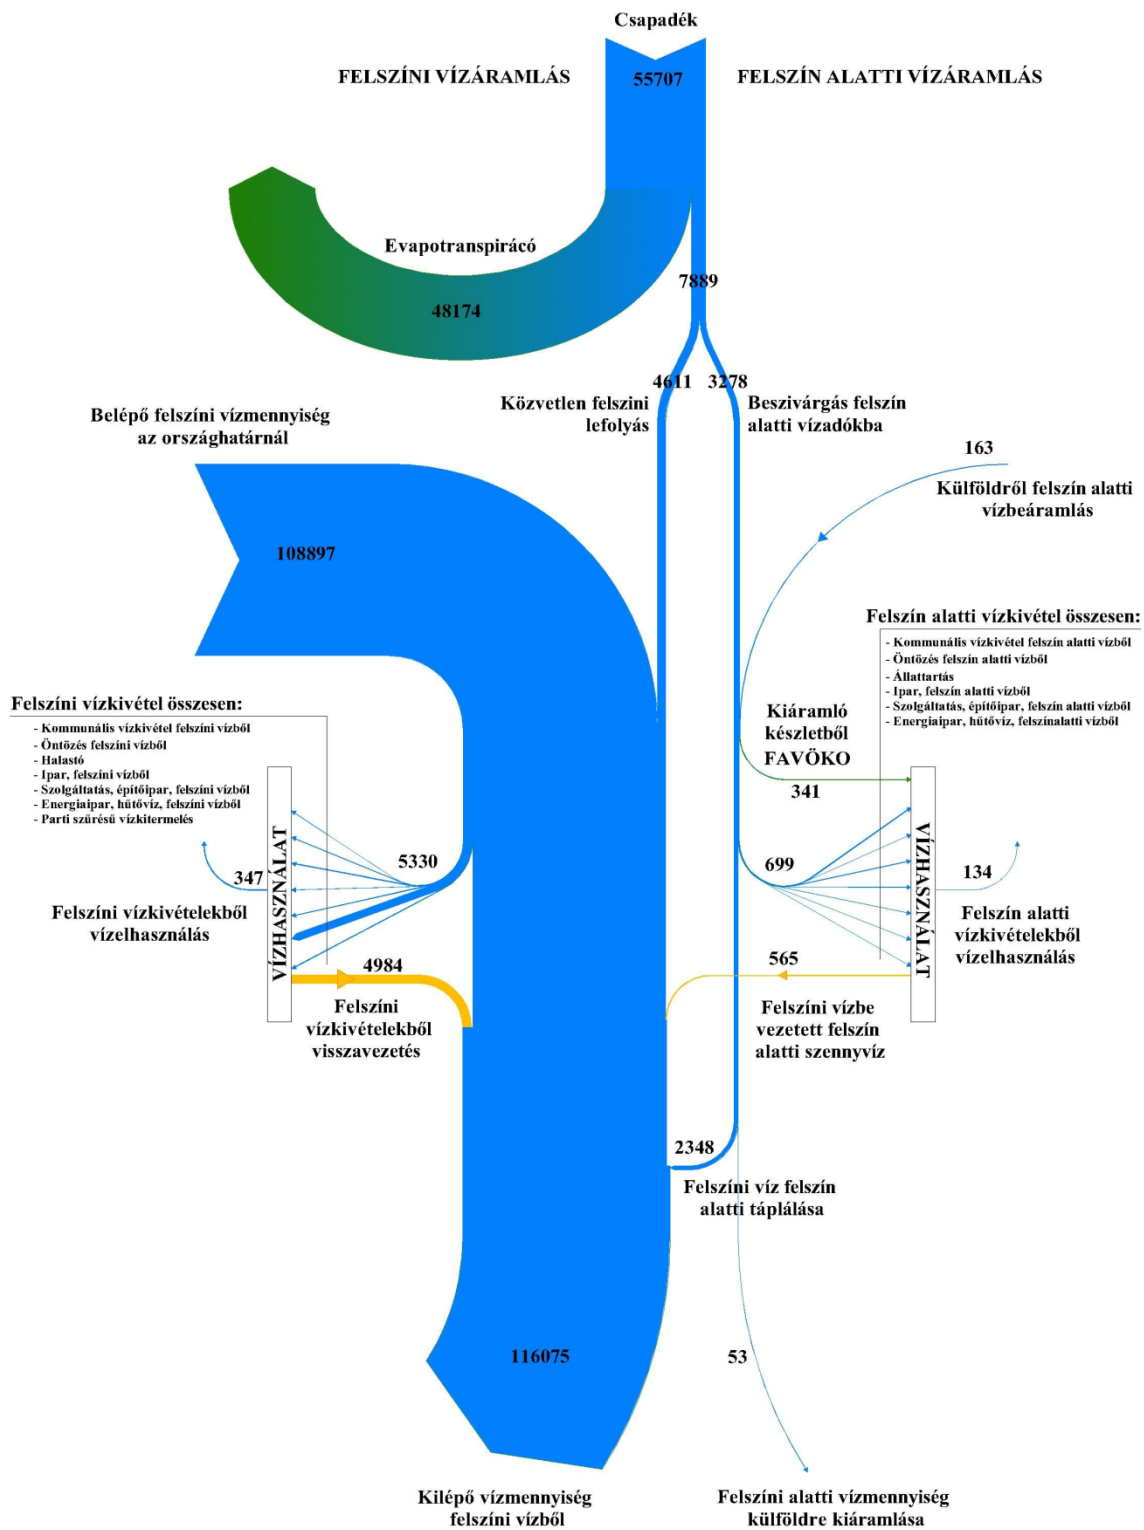 Csapadék
FELSZÍNI VÍZÁRAMLÁS
55707
FELSZÍN ALATTI VÍZÁRAMLÁS
Evapotranspirácó
48174
7889
4611
3278
Közvetlen felszini
lefolyás
Beszivárgás felszín
alatti vízadókba
Belépő felszíni vízmennyiség
az országhatárnál
108897
163
Külföldről felszín alatti
vízbeáramlás
Felszín alatti vízkivétel összesen:
- Kommunális vízkivétel felszín alatti vízből
- Öntözés felszín alatti vízből
- Állattartás
- Ipar, felszín alatti vízből
- Szolgáltatás, építőipar, felszín alatti vízből
- Energiaipar, hűtővíz, felszínalatti vízből
Felszíni vízkivétel összesen:
- Kommunális vízkivétel felszíni vízből
- Öntözés felszíni vízből
- Halastó
- Ipar, felszíni vízből
- Szolgáltatás, építőipar, felszíni vízből
- Energiaipar, hűtővíz, felszíni vízből
- Parti szűrésű vízkitermelés
Kiáramló
készletből
FAVÖKO
341
VÍZHASZNÁLAT
5330
347
Felszíni vízkivételekből
vízelhasználás
4984
Felszíni
vízkivételekből
visszavezetés
699
VÍZHASZNÁLAT
134
Felszín alatti
vízkivételekből
vízelhasználás
565
Felszíni vízbe
vezetett felszín
alatti szennyvíz
2348
Felszíni víz felszín
alatti táplálása
116075
53
Kilépő vízmennyiség
felszíni vízből
Felszíni alatti vízmennyiség
külföldre kiáramlása